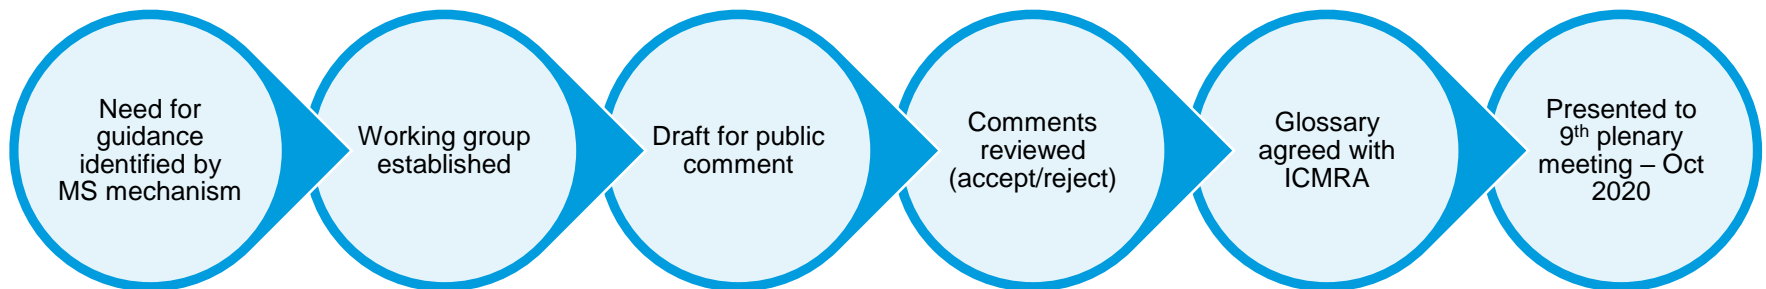 Need for
guidance
identified by
MS mechanism
Working group
established
Draft for public
comment
Comments
reviewed
(accept/reject)
Glossary
agreed with
ICMRA
Presented to
9th plenary
meeting – Oct
2020